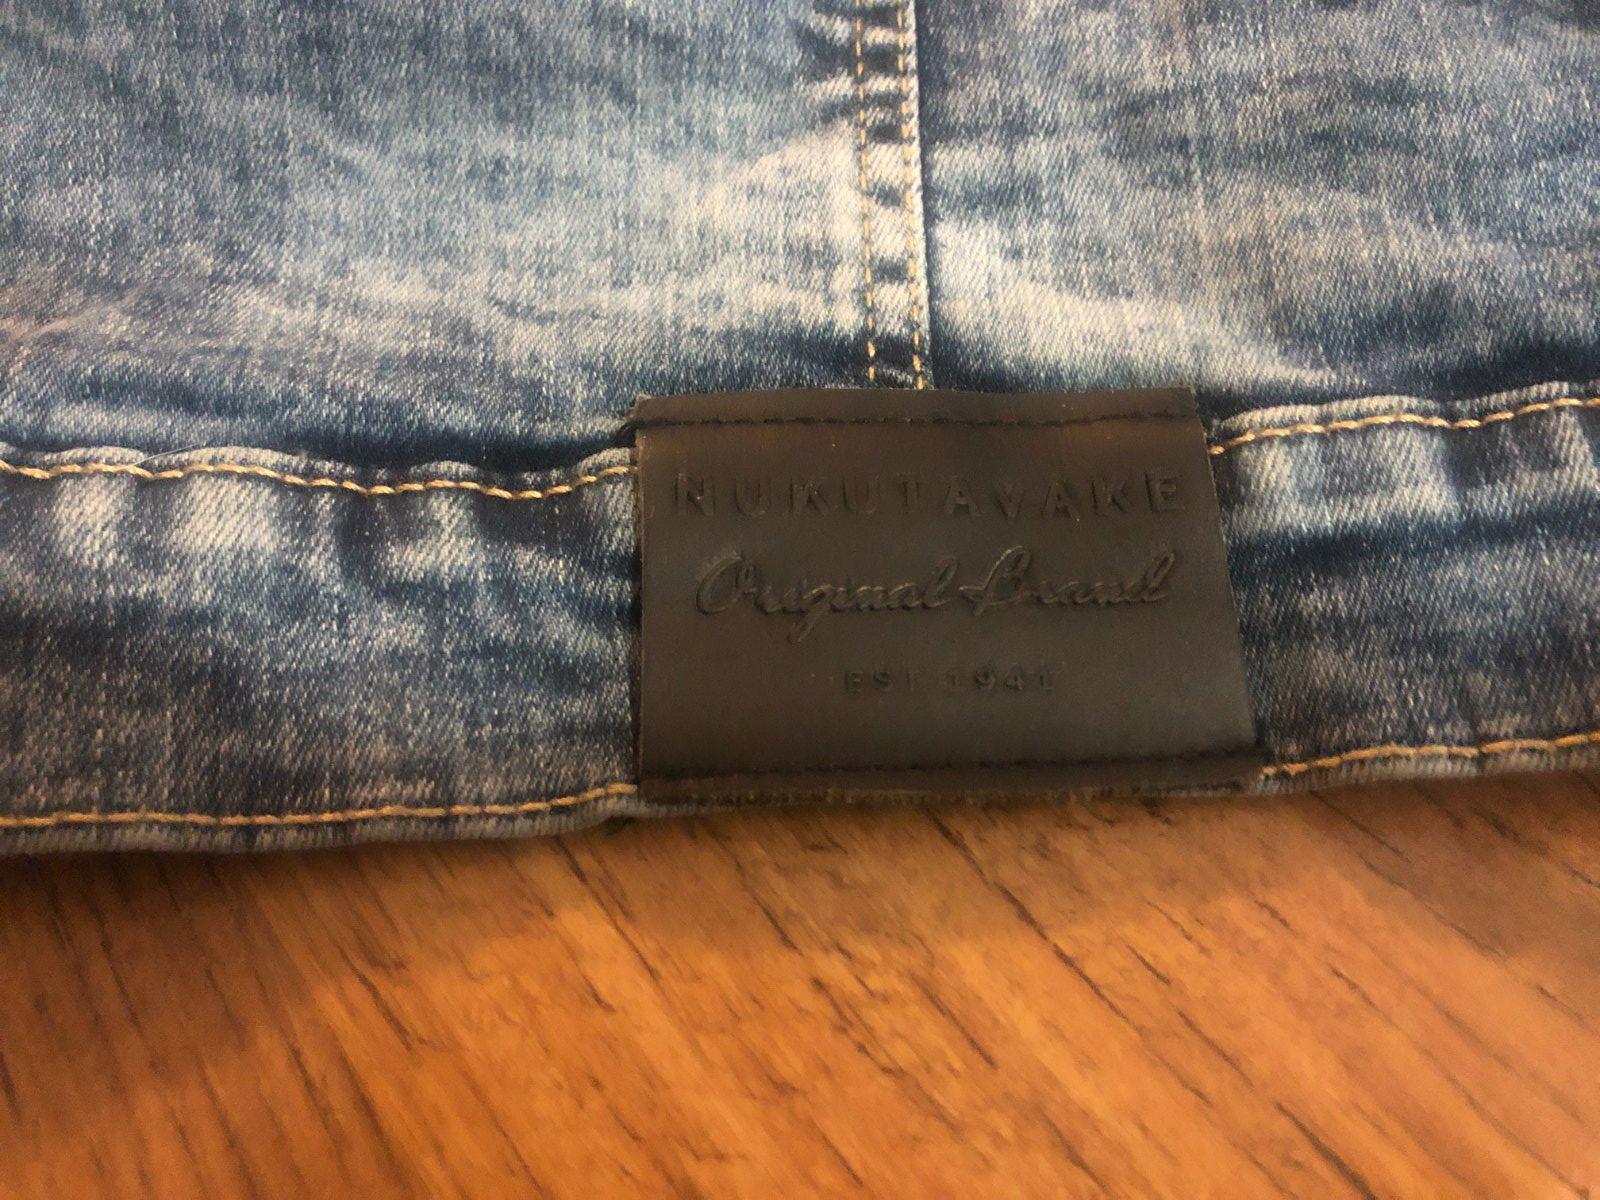 NUKUTAVAKE
Original Brand
EST. 1941